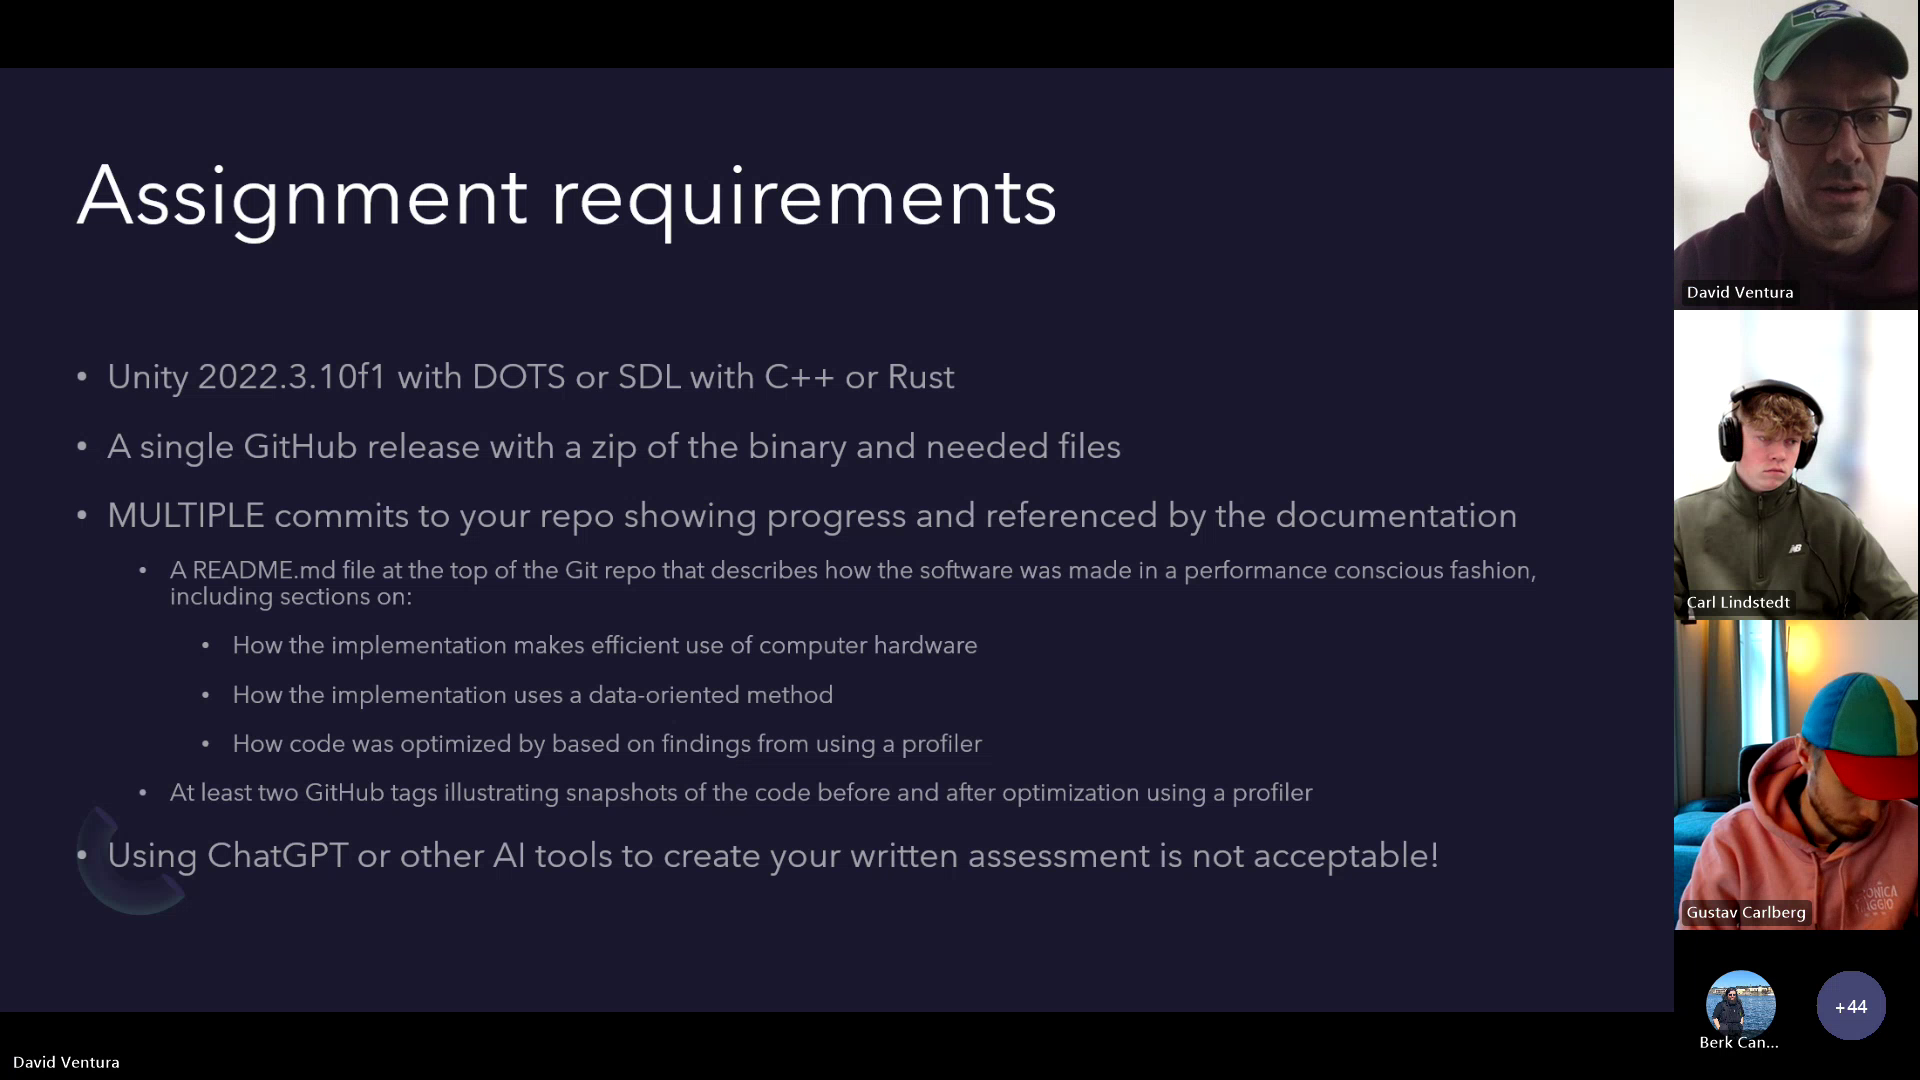 Assignment requirements
• Unity 2022.3.10f1 with DOTS or SDL with C++ or Rust
• A single GitHub release with a zip of the binary and needed files
• MULTIPLE commits to your repo showing progress and referenced by the documentation
• A README.md file at the top of the Git repo that describes how the software was made in a performance conscious fashion,
including sections on:
• How the implementation makes efficient use of computer hardware
• How the implementation uses a data-oriented method
• How code was optimized by based on findings from using a profiler
• At least two GitHub tags illustrating snapshots of the code before and after optimization using a profiler
• Using ChatGPT or other AI tools to create your written assessment is not acceptable!
David Ventura
NB
Carl Lindstedt
Gustav Carlberg
Berk Can...
+44
David Ventura